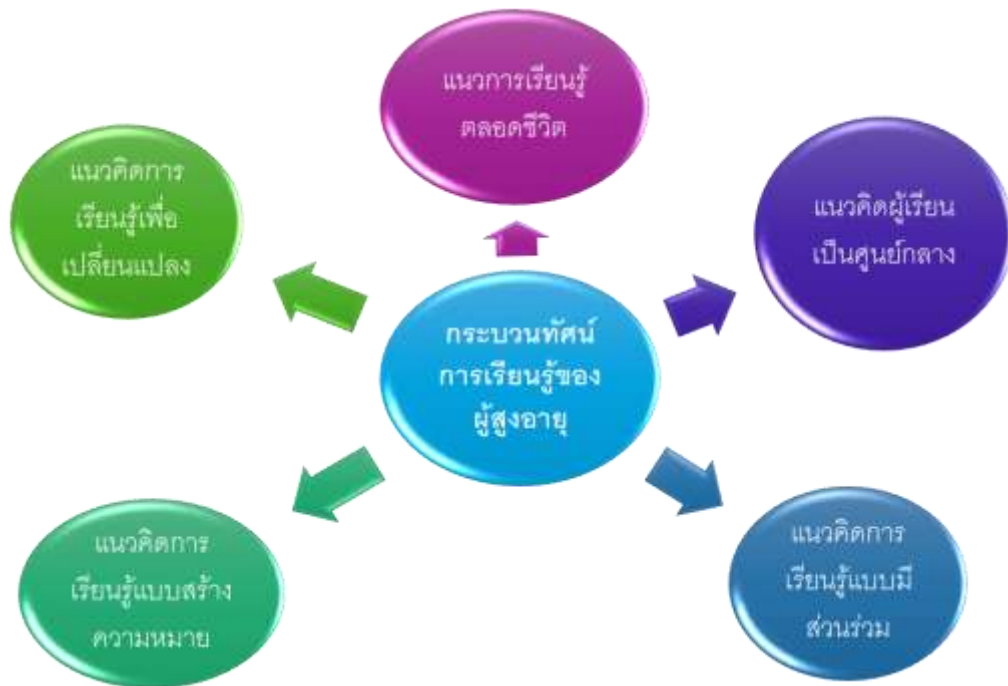 แนวการเรียนรู้
ตลอดชีวิต
แนวคิดการ
เรียนรู้เพื่อ
เปลี่ยนแปลง
แนวคิดผู้เรียน
เป็นศูนย์กลาง
กระบวนทัศน์
การเรียนรู้ของ
ผู้สูงอายุ
แนวคิดการ
เรียนรู้แบบสร้าง
ความหมาย
แนวคิดการ
เรียนรู้แบบมี
ส่วนร่วม